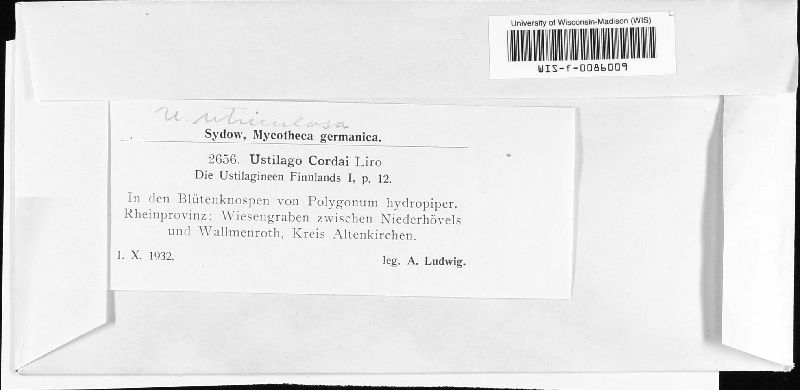 University of Wisconsin-Madison (WIS)
WIS-f-0086009
U. utriculosa
Sydow, Mycotheca germanica.
2656. Ustilago Cordai Liro
Die Ustilagineen Finnlands I, p. 12.
In den Blütenknospen von Polygonum hydropiper.
Rheinprovinz: Wiesengraben zwischen Niederhövels
und Wallmenroth, Kreis Altenkirchen.
1. X. 1932.
leg. A. Ludwig.